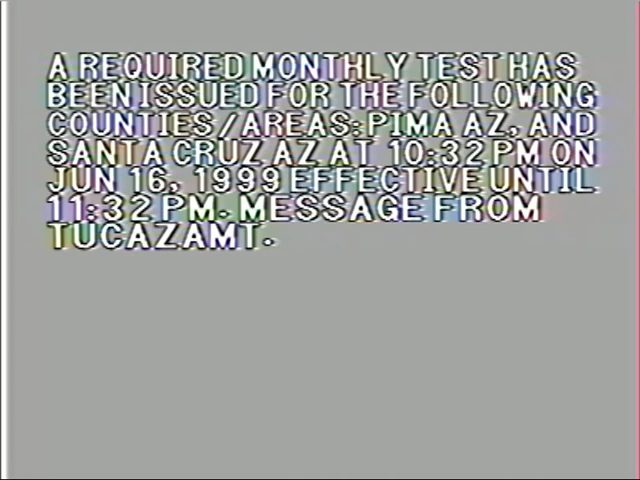 A REQUIRED MONTHLY TEST HAS
BEEN ISSUED FOR THE FOLLOWING
COUNTIES/AREAS: PIMA AZ, AND
SANTA CRUZ AZ AT 10:32 PM ON
JUN 16, 1999 EFFECTIVE UNTIL
11:32 PM. MESSAGE FROM
TUCAZAMT.